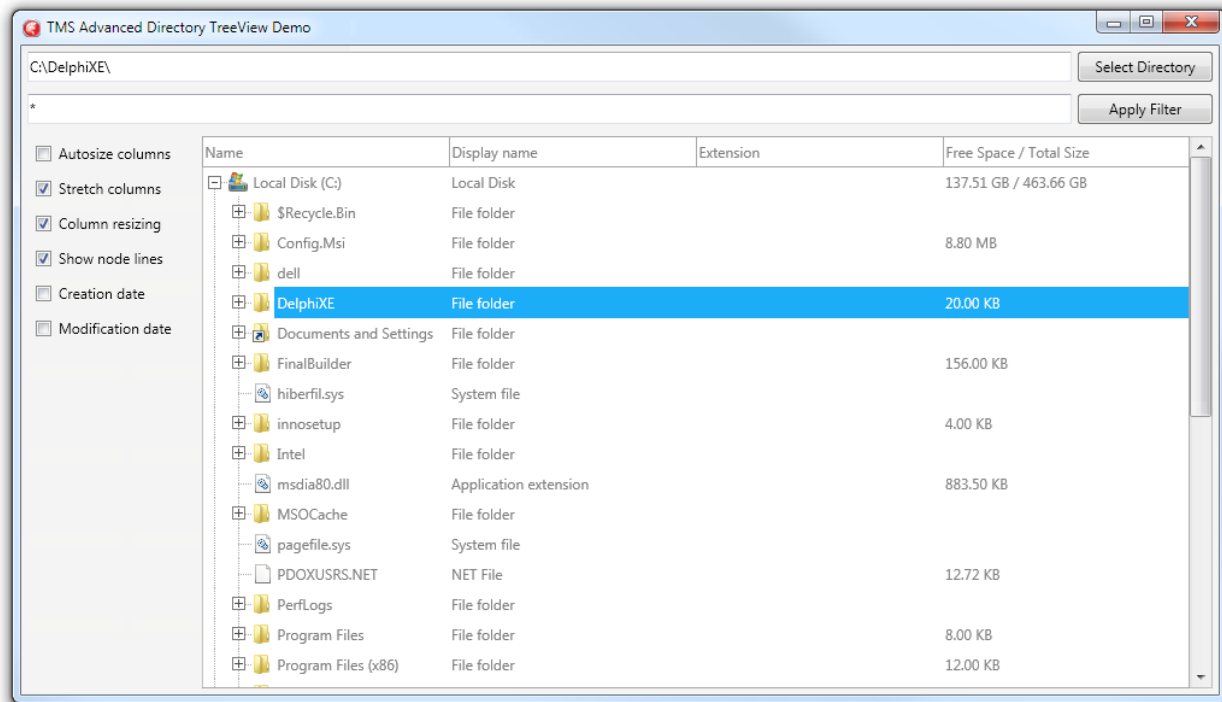 TMS Advanced Directory TreeView Demo
C:\DelphiXE\
Select Directory
*
Apply Filter
Autosize columns
Stretch columns
Column resizing
Show node lines
Creation date
Modification date
Name Display name Extension Free Space / Total Size
Local Disk (C:) Local Disk 137.51 GB / 463.66 GB
$Recycle.Bin File folder
Config.Msi File folder 8.80 MB
dell File folder
DelphiXE File folder 20.00 KB
Documents and Settings File folder
FinalBuilder File folder 156.00 KB
hiberfil.sys System file
innosetup File folder 4.00 KB
Intel File folder
msdia80.dll Application extension 883.50 KB
MSOCache File folder
pagefile.sys System file
PDOXUSRS.NET NET File 12.72 KB
PerfLogs File folder
Program Files File folder 8.00 KB
Program Files (x86) File folder 12.00 KB